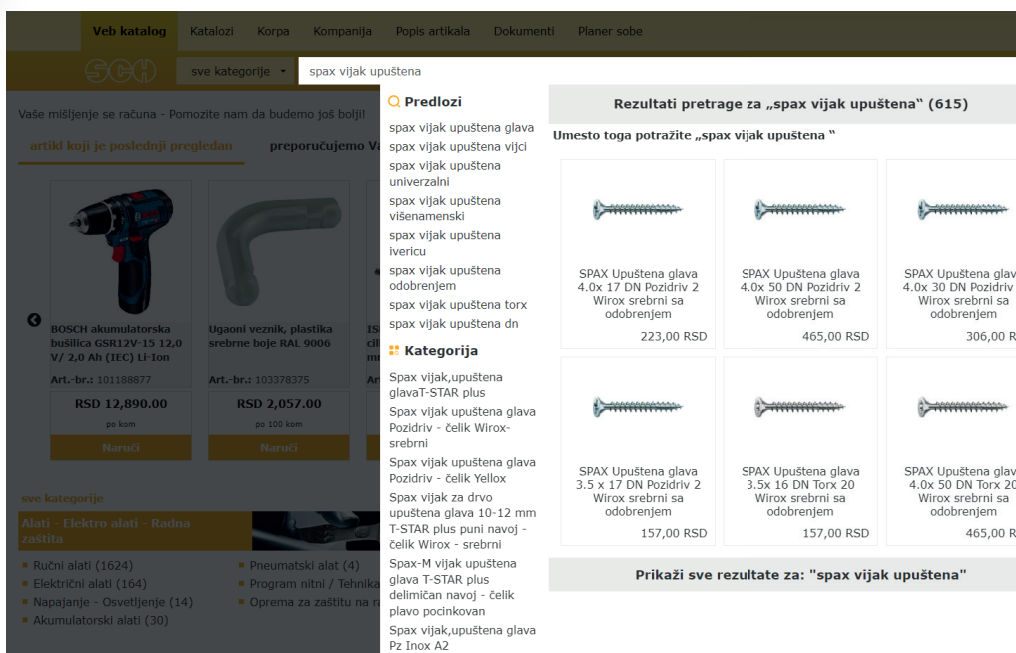 Veb katalog
Katalozi
Korpa
Kompanija
Popis artikala
Dokumenti
Planer sobe
SCH
sve kategorije
spax vijak upuštena
Vaše mišljenje se računa - Pomozite nam da budemo još bolji!
artikl koji je poslednji pregledan
preporučujemo Va
BOSCH akumulatorska
bušilica GSR12V-15 12,0
V/ 2,0 Ah (IEC) Li-Ion
Art.-br.: 101188877
RSD 12,890.00
po kom
Naruči
Ugaoni veznik, plastika
srebrne boje RAL 9006
Art.-br.: 103378375
RSD 2,057.00
po 100 kom
Naruči
sve kategorije
Alati - Elektro alati - Radna
zaštita
Ručni alati (1624)
Električni alati (164)
Napajanje - Osvetljenje (14)
Akumulatorski alati (30)
Pneumatski alat (4)
Program nitni / Tehnika
Oprema za zaštitu na ra
Predlozi
spax vijak upuštena glava
spax vijak upuštena vijci
spax vijak upuštena
univerzalni
spax vijak upuštena
višenamenski
spax vijak upuštena
ivericu
spax vijak upuštena
odobrenjem
spax vijak upuštena torx
spax vijak upuštena dn
Kategorija
Spax vijak,upuštena
glavaT-STAR plus
Spax vijak upuštena glava
Pozidriv - čelik Wirox-
srebrni
Spax vijak upuštena glava
Pozidriv - čelik Yellox
Spax vijak za drvo
upuštena glava 10-12 mm
T-STAR plus puni navoj -
čelik Wirox - srebrni
Spax-M vijak upuštena
glava T-STAR plus
delimičan navoj - čelik
plavo pocinkovan
Spax vijak,upuštena glava
Pz Inox A2
Rezultati pretrage za „spax vijak upuštena“ (615)
Umesto toga potražite „spax vijak upuštena “
SPAX Upuštena glava
4.0x 17 DN Pozidriv 2
Wirox srebrni sa
odobrenjem
223,00 RSD
SPAX Upuštena glava
4.0x 50 DN Pozidriv 2
Wirox srebrni sa
odobrenjem
465,00 RSD
SPAX Upuštena glav
4.0x 30 DN Pozidriv
Wirox srebrni sa
odobrenjem
306,00 R
SPAX Upuštena glava
3.5 x 17 DN Pozidriv 2
Wirox srebrni sa
odobrenjem
157,00 RSD
SPAX Upuštena glava
3.5x 16 DN Torx 20
Wirox srebrni sa
odobrenjem
157,00 RSD
SPAX Upuštena glav
4.0x 50 DN Torx 20
Wirox srebrni sa
odobrenjem
465,00 R
Prikaži sve rezultate za: "spax vijak upuštena"